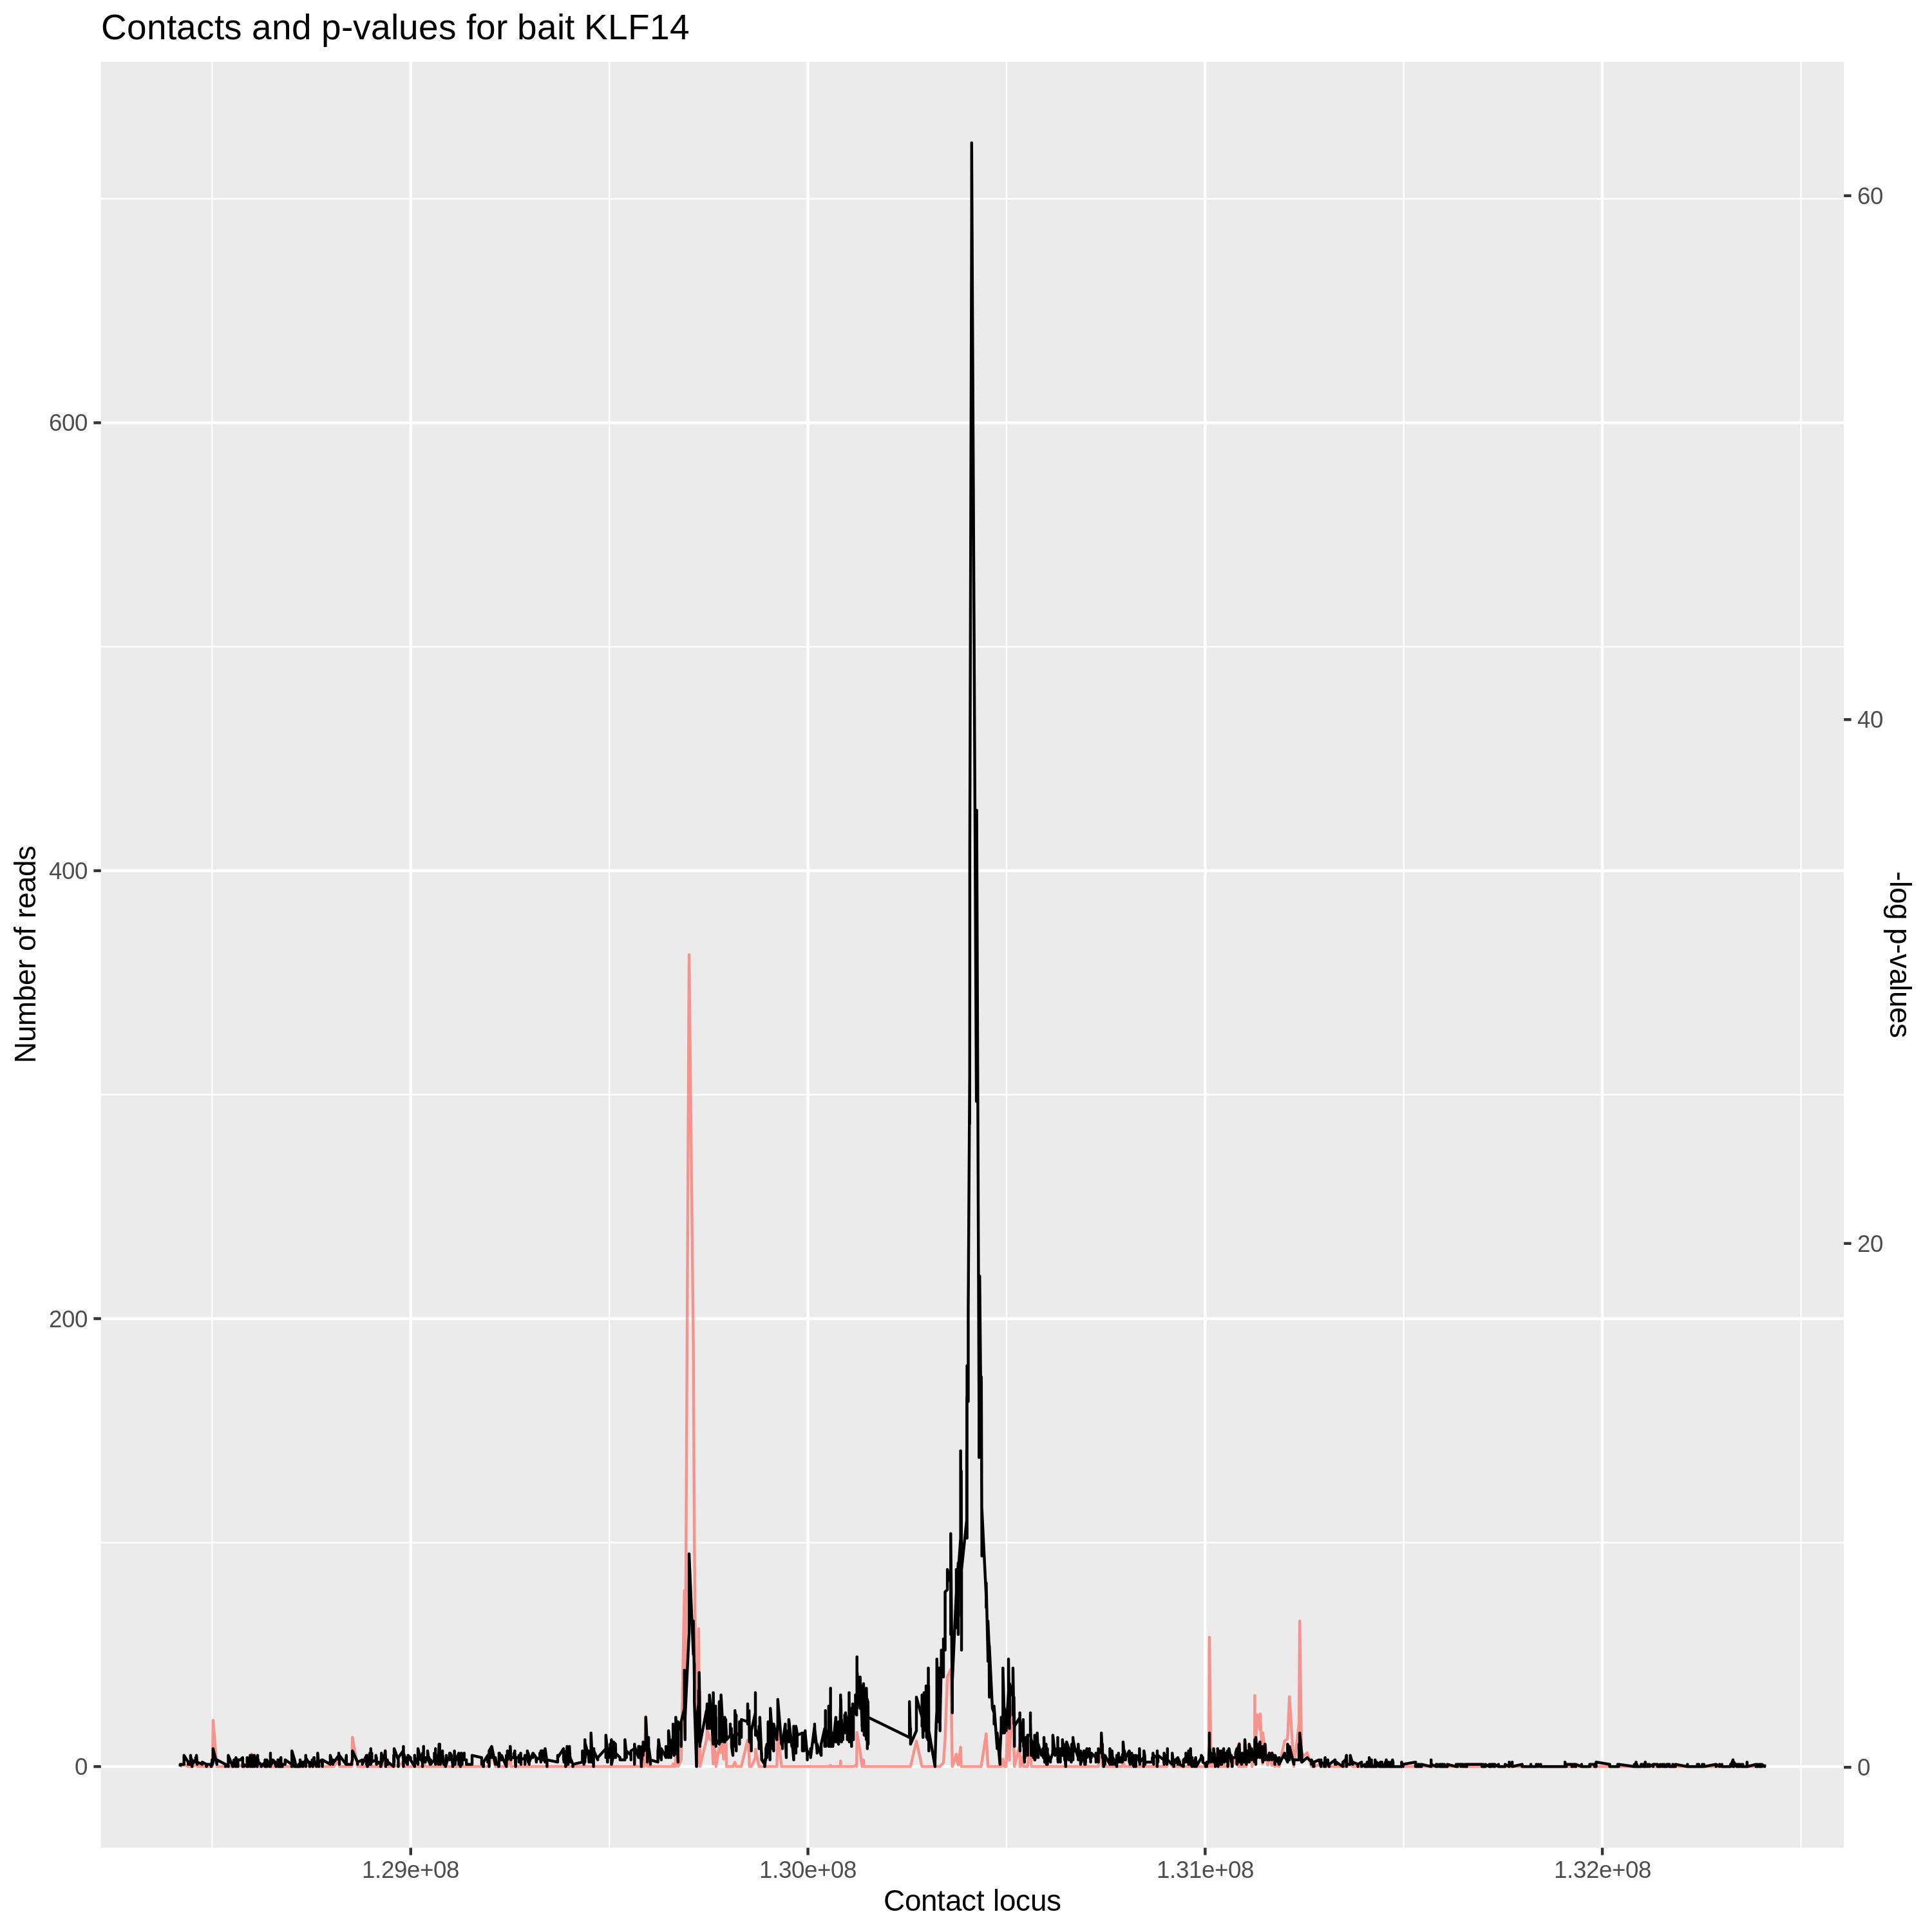 Contacts and p-values for bait KLF14
Number of reads
600
400
200
0
60
40
20
0
-log p-values
1.29e+08
1.30e+08
1.31e+08
1.32e+08
Contact locus